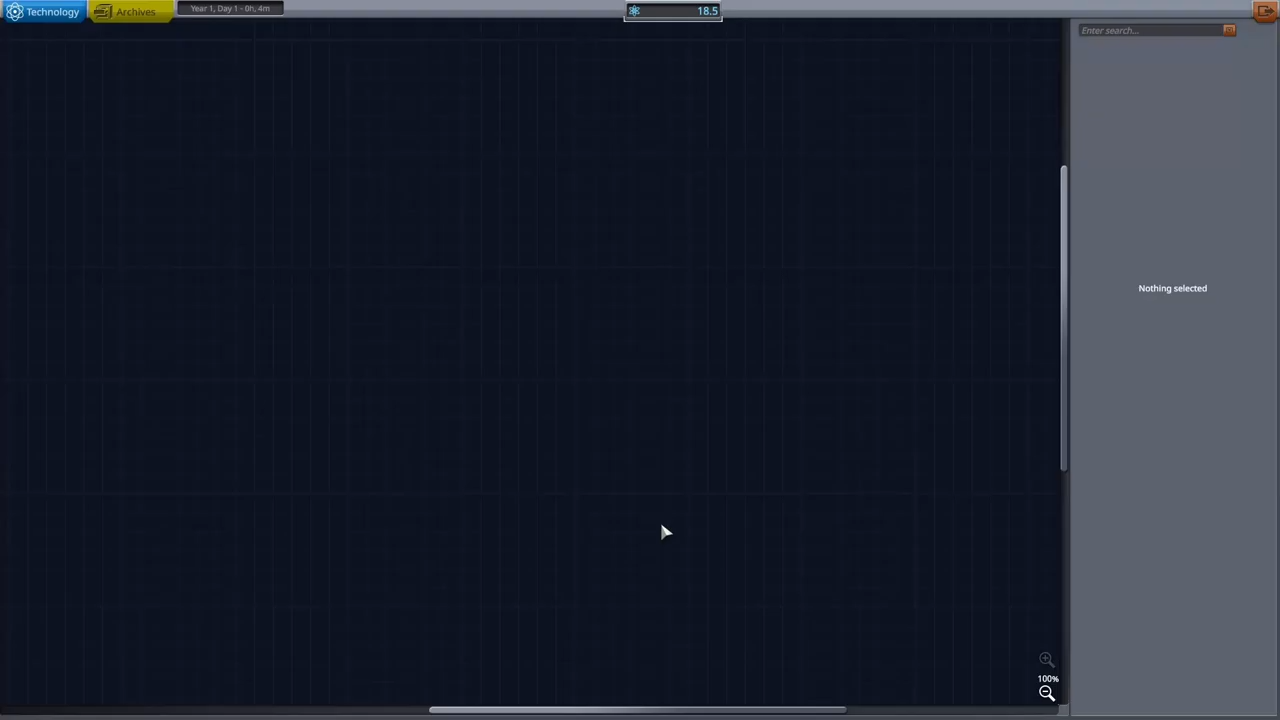 Technology
Archives
Year 1, Day 1 - 0h, 4m
18.5
Enter search...
Nothing selected
100%